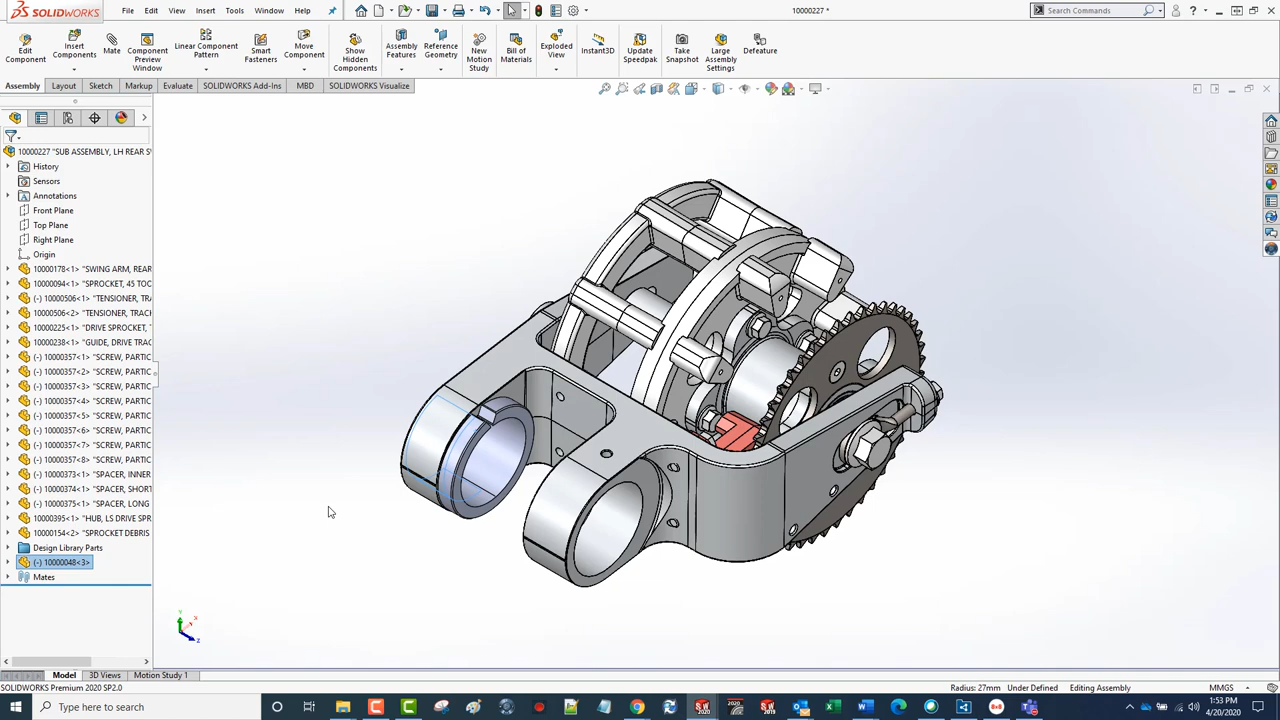 SOLIDWORKS File Edit View Insert Tools Window Help 10000227 * Search Commands
Edit Component
Insert Components
Mate
Component Preview Window
Linear Component Pattern
Smart Fasteners
Move Component
Show Hidden Components
Assembly Features
Reference Geometry
New Motion Study
Bill of Materials
Exploded View
Instant3D
Update Speedpak
Take Snapshot
Large Assembly Settings
Defeature
Assembly Layout Sketch Markup Evaluate SOLIDWORKS Add-Ins MBD SOLIDWORKS Visualize
10000227 "SUB ASSEMBLY, LH REAR S
History
Sensors
Annotations
Front Plane
Top Plane
Right Plane
Origin
10000178<1> "SWING ARM, REAR
10000094<1> "SPROCKET, 45 TOO
(-) 10000506<1> "TENSIONER, TRA
10000506<2> "TENSIONER, TRACK
10000225<1> "DRIVE SPROCKET,
10000238<1> "GUIDE, DRIVE TRAC
(-) 10000357<1> "SCREW, PARTIC
(-) 10000357<2> "SCREW, PARTIC
(-) 10000357<3> "SCREW, PARTIC
(-) 10000357<4> "SCREW, PARTIC
(-) 10000357<5> "SCREW, PARTIC
(-) 10000357<6> "SCREW, PARTIC
(-) 10000357<7> "SCREW, PARTIC
(-) 10000357<8> "SCREW, PARTIC
(-) 10000373<1> "SPACER, INNER
(-) 10000374<1> "SPACER, SHORT
(-) 10000375<1> "SPACER, LONG
10000395<1> "HUB, LS DRIVE SPR
10000154<2> "SPROCKET DEBRIS
Design Library Parts
(-) 10000048<3>
Mates
Y X Z
Model 3D Views Motion Study 1
SOLIDWORKS Premium 2020 SP2.0 Radius: 27mm Under Defined Editing Assembly MMGS
Type here to search
1:53 PM
4/20/2020